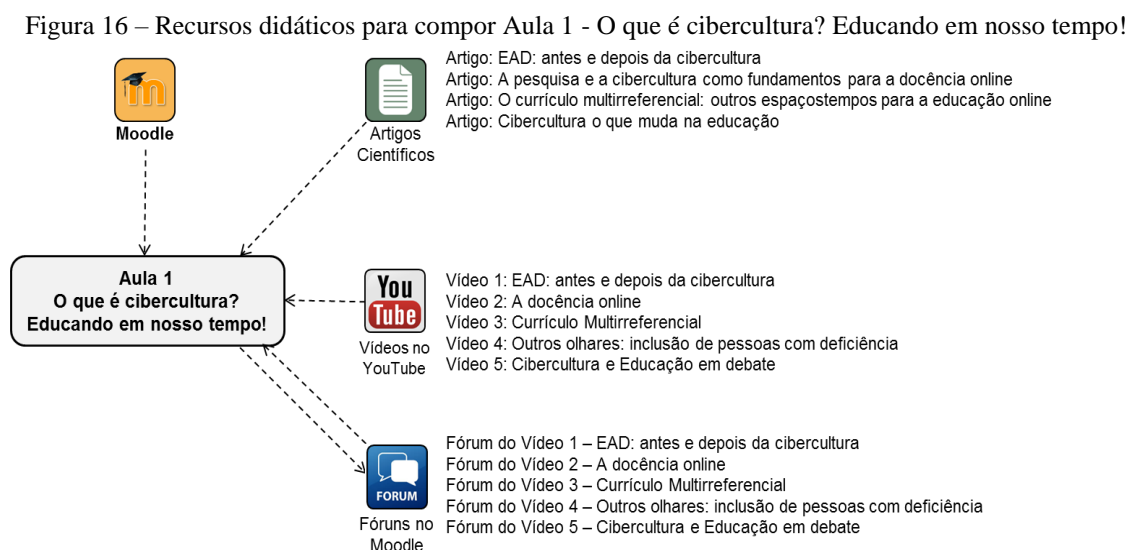 Figura 16 – Recursos didáticos para compor Aula 1 - O que é cibercultura? Educando em nosso tempo!
m
Moodle
Artigos
Científicos
Artigo: EAD: antes e depois da cibercultura
Artigo: A pesquisa e a cibercultura como fundamentos para a docência online
Artigo: O currículo multirreferencial: outros espaçostempos para a educação online
Artigo: Cibercultura o que muda na educação
Aula 1
O que é cibercultura?
Educando em nosso tempo!
You
Tube
Vídeos no
YouTube
Vídeo 1: EAD: antes e depois da cibercultura
Vídeo 2: A docência online
Vídeo 3: Currículo Multirreferencial
Vídeo 4: Outros olhares: inclusão de pessoas com deficiência
Vídeo 5: Cibercultura e Educação em debate
FORUM
Fóruns no
Moodle
Fórum do Vídeo 1 – EAD: antes e depois da cibercultura
Fórum do Vídeo 2 – A docência online
Fórum do Vídeo 3 – Currículo Multirreferencial
Fórum do Vídeo 4 – Outros olhares: inclusão de pessoas com deficiência
Fórum do Vídeo 5 – Cibercultura e Educação em debate